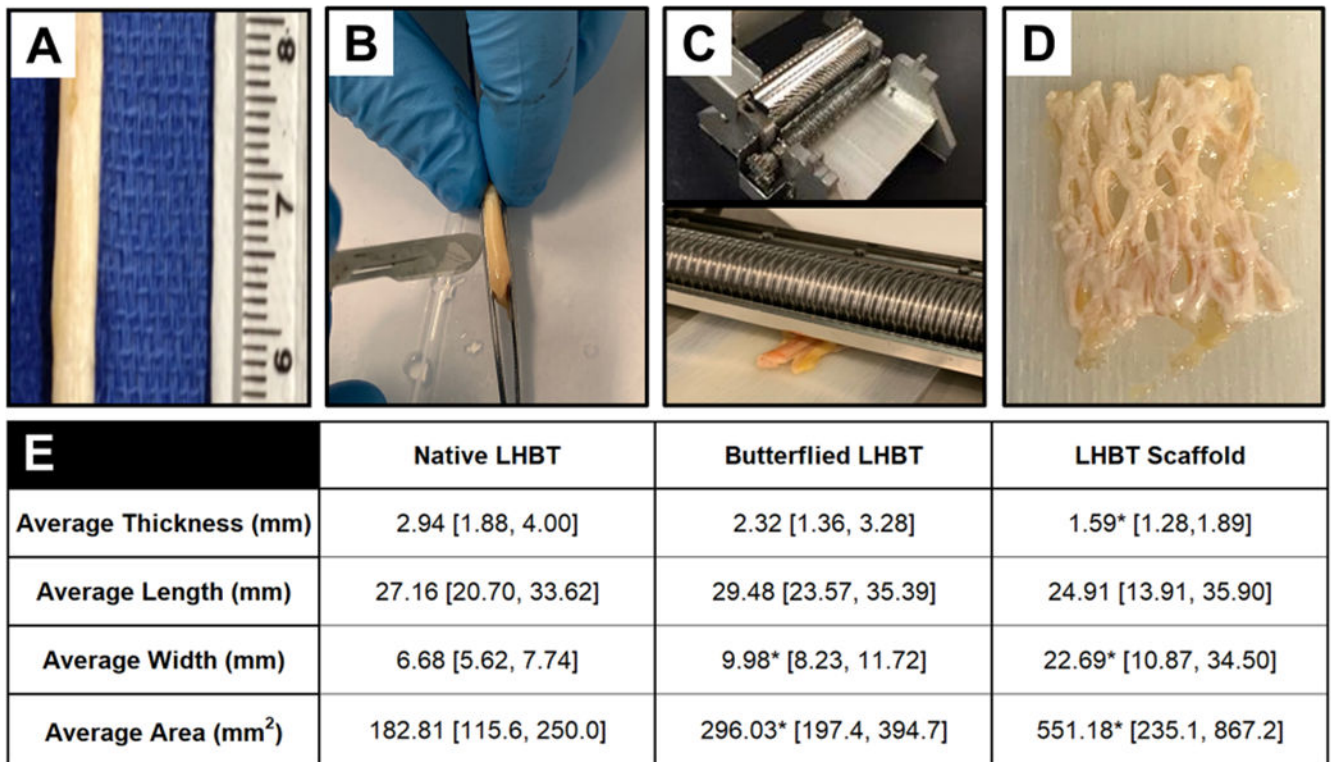 A
B
C
D
8
7
6
E Native LHBT Butterflied LHBT LHBT Scaffold
Average Thickness (mm) 2.94 [1.88, 4.00] 2.32 [1.36, 3.28] 1.59* [1.28,1.89]
Average Length (mm) 27.16 [20.70, 33.62] 29.48 [23.57, 35.39] 24.91 [13.91, 35.90]
Average Width (mm) 6.68 [5.62, 7.74] 9.98* [8.23, 11.72] 22.69* [10.87, 34.50]
Average Area (mm²) 182.81 [115.6, 250.0] 296.03* [197.4, 394.7] 551.18* [235.1, 867.2]